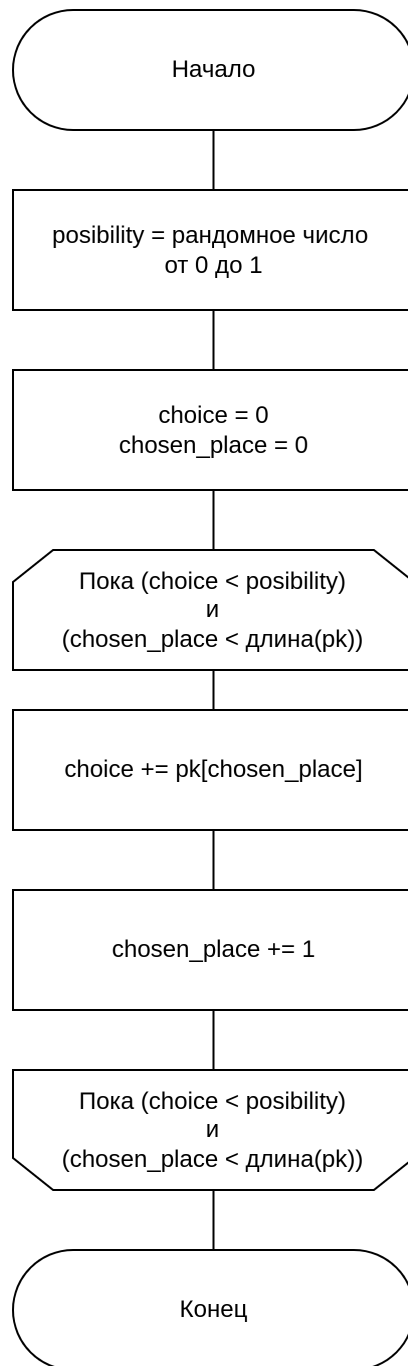 Начало
posibility = рандомное число
от 0 до 1
choice = 0
chosen_place = 0
Пока (choice < posibility)
и
(chosen_place < длина(pk))
choice += pk[chosen_place]
chosen_place += 1
Пока (choice < posibility)
и
(chosen_place < длина(pk))
Конец